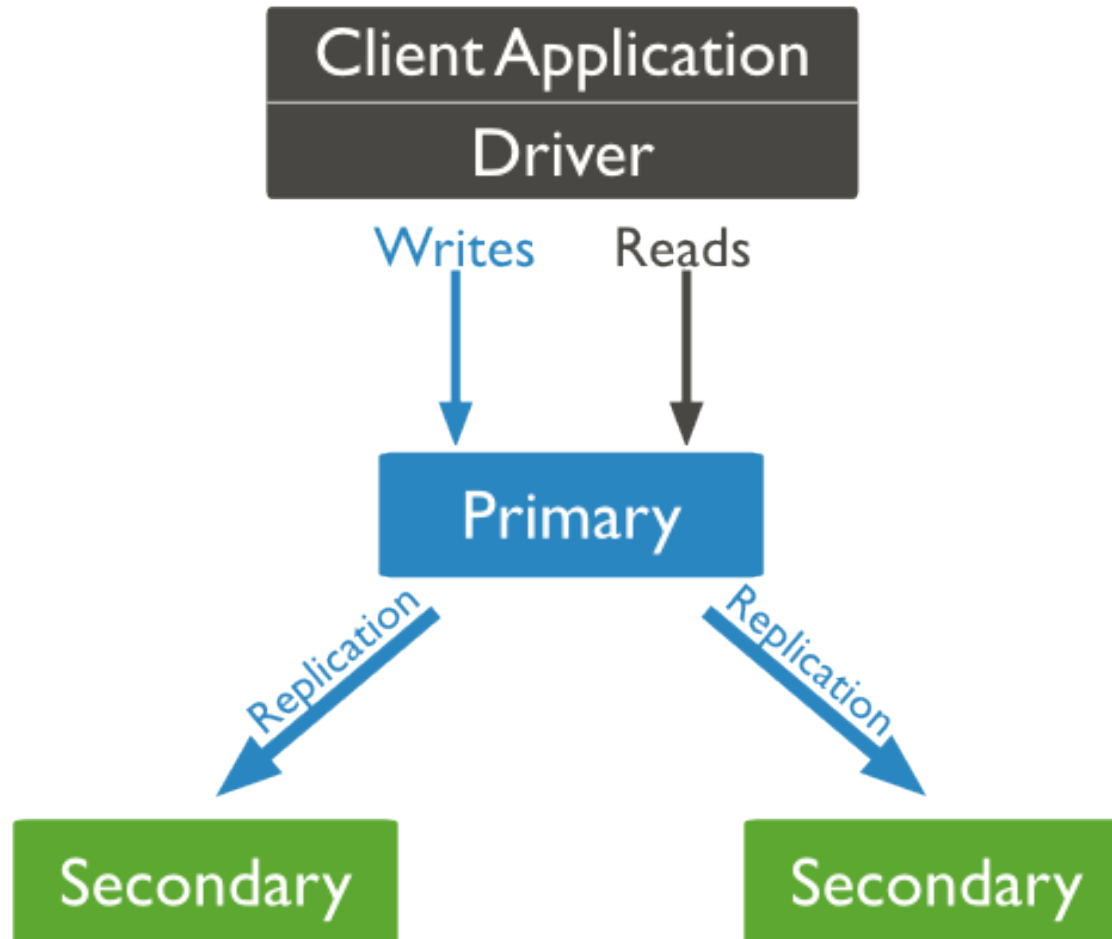 Client Application
Driver
Writes
Reads
Primary
Replication
Replication
Secondary
Secondary